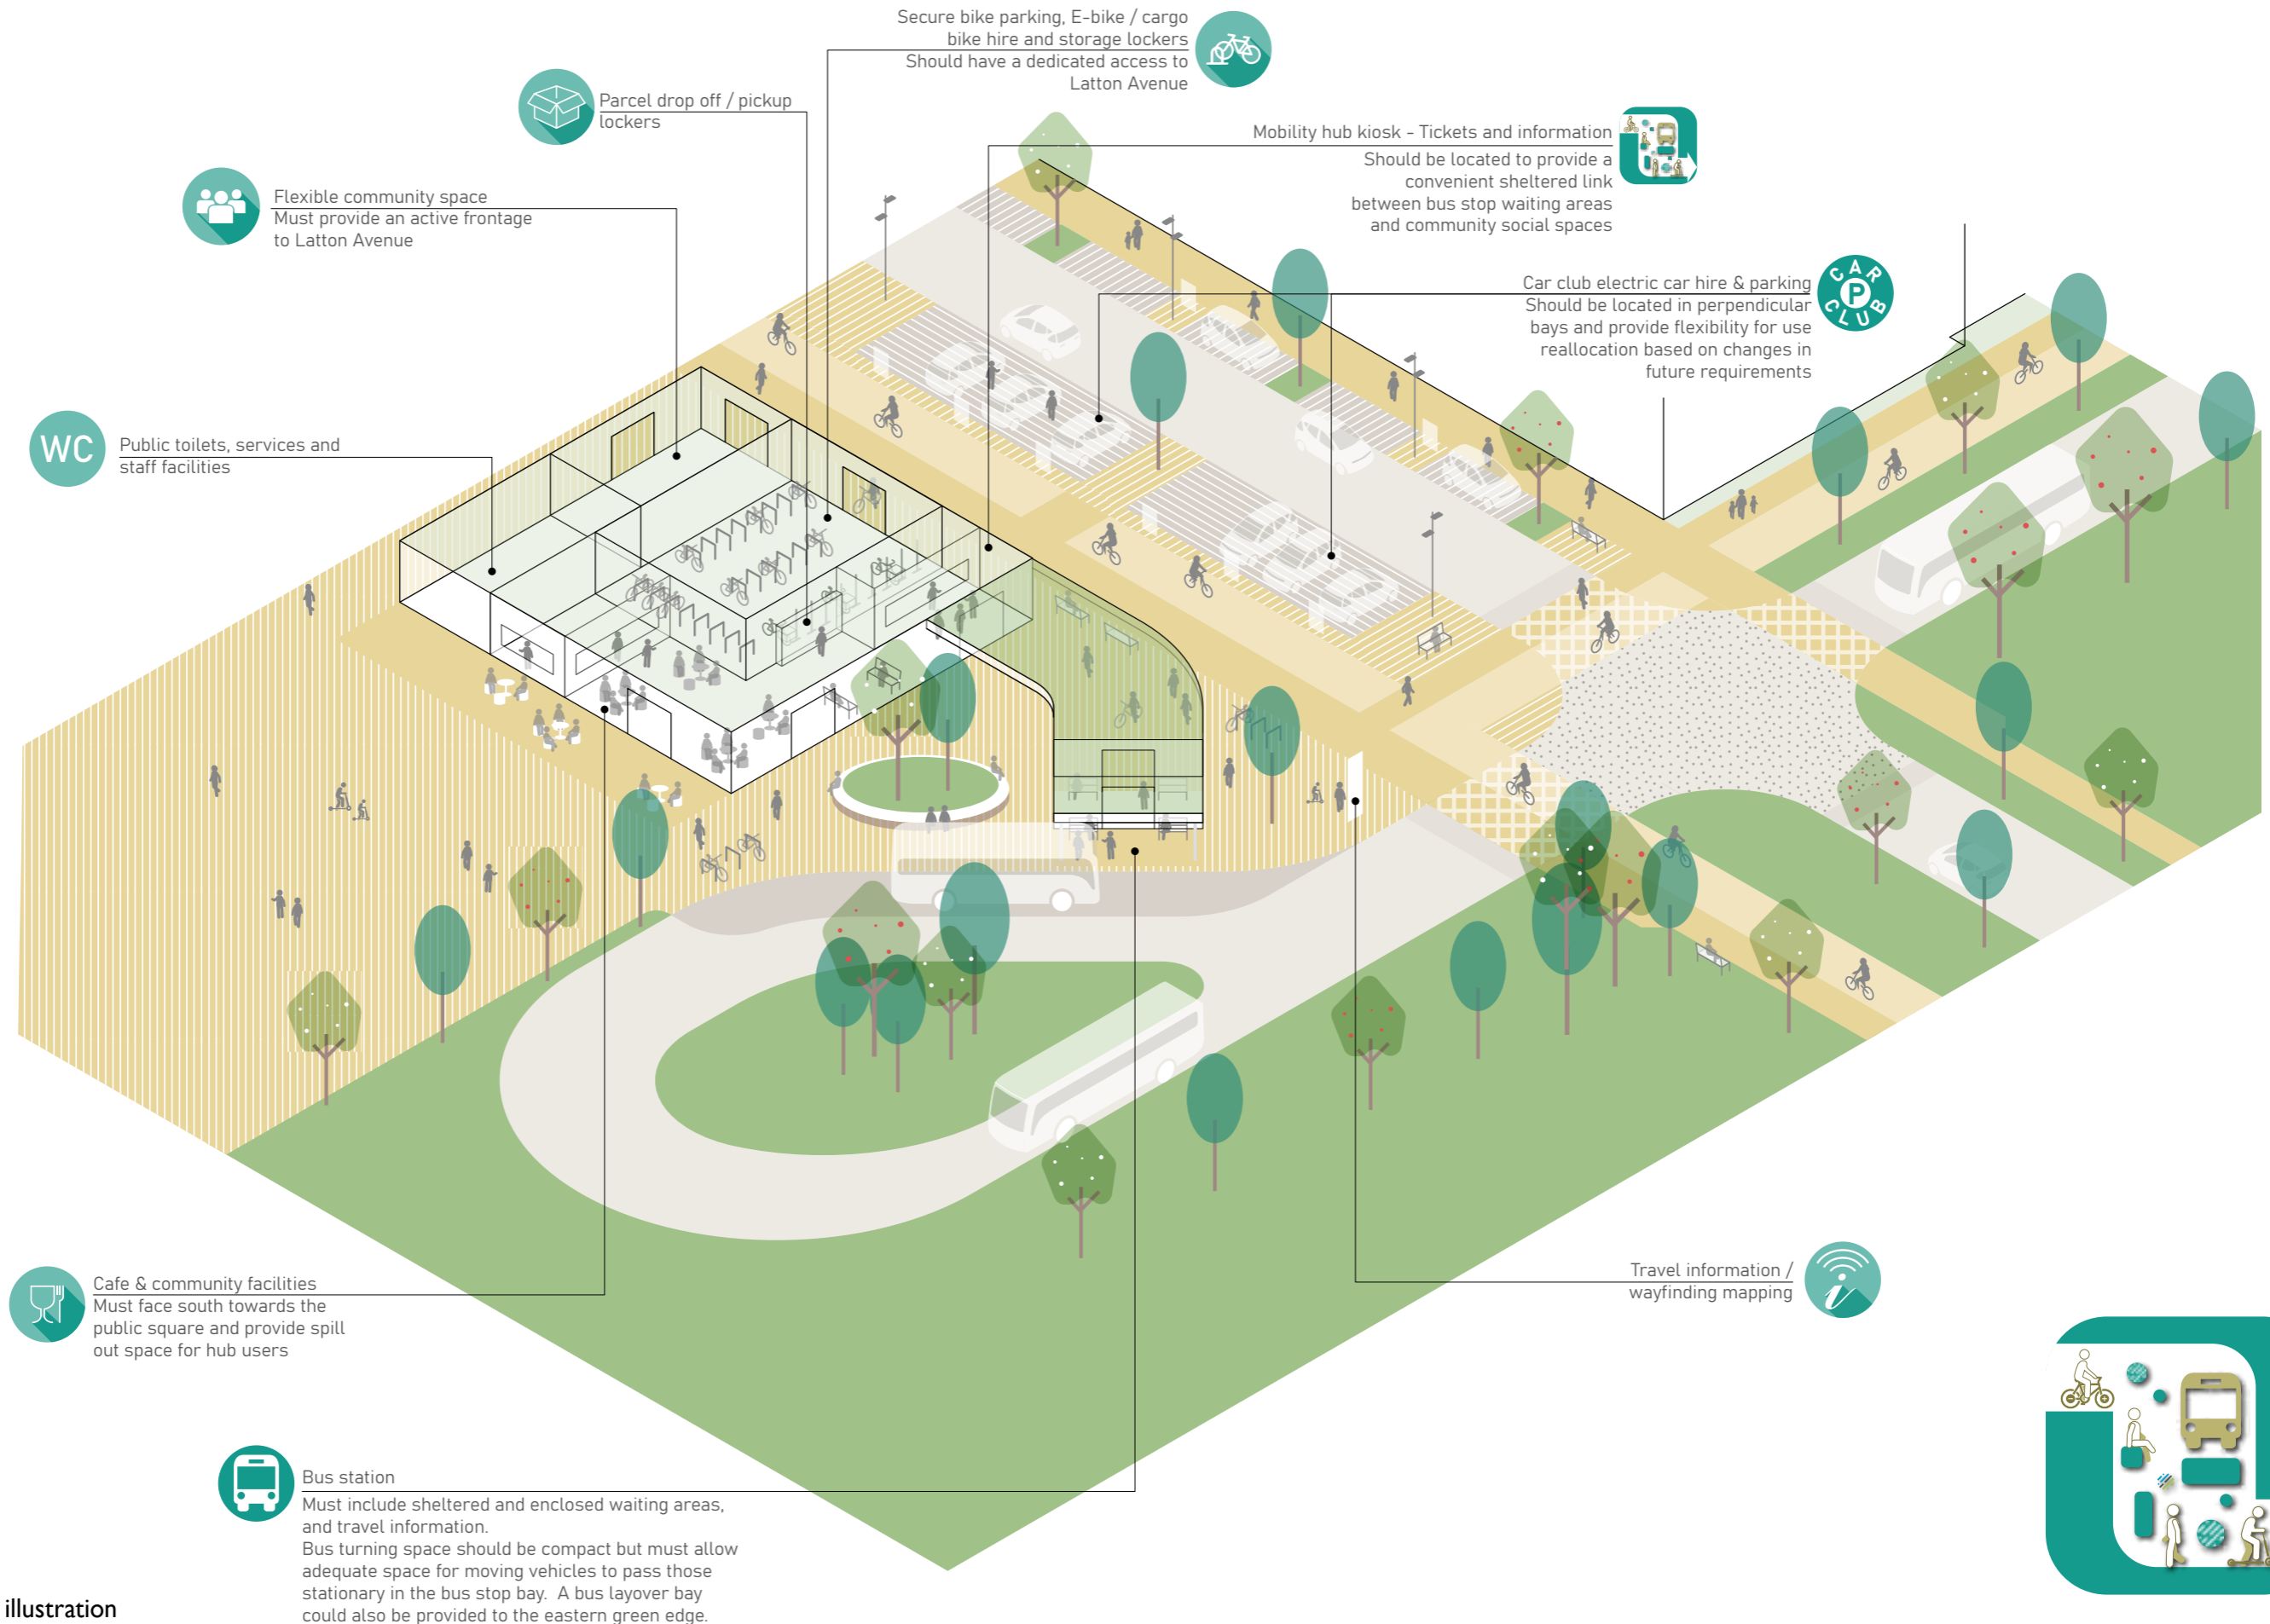 Secure bike parking, E-bike / cargo
bike hire and storage lockers
Should have a dedicated access to
Latton Avenue
Parcel drop off / pickup
lockers
Mobility hub kiosk - Tickets and information
Should be located to provide a
convenient sheltered link
between bus stop waiting areas
and community social spaces
Flexible community space
Must provide an active frontage
to Latton Avenue
Car club electric car hire & parking
Should be located in perpendicular
bays and provide flexibility for use
reallocation based on changes in
future requirements
CAR
P
CLUB
WC
Public toilets, services and
staff facilities
Cafe & community facilities
Must face south towards the
public square and provide spill
out space for hub users
Travel information /
wayfinding mapping
i
Bus station
Must include sheltered and enclosed waiting areas,
and travel information.
Bus turning space should be compact but must allow
adequate space for moving vehicles to pass those
stationary in the bus stop bay. A bus layover bay
could also be provided to the eastern green edge.
illustration